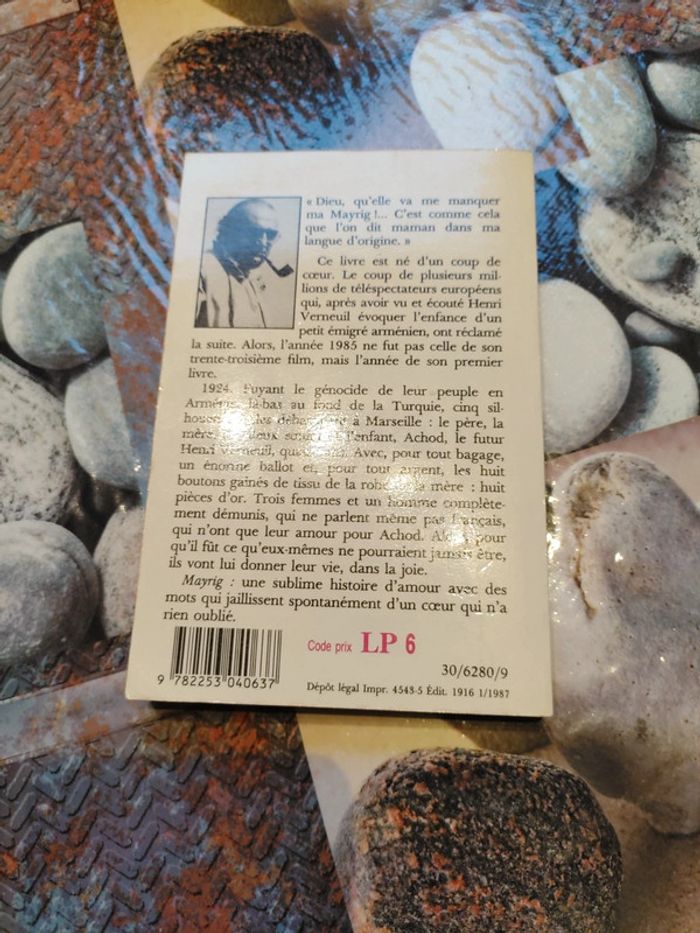 « Dieu, qu'elle va me manquer
ma Mayrig !... C'est comme cela
que l'on dit maman dans ma
langue d'origine. »
Ce livre est né d'un coup de
cœur. Le coup de plusieurs mil-
lions de téléspectateurs européens
qui, après avoir vu et écouté Henri
Verneuil évoquer l'enfance d'un
petit émigré arménien, ont réclamé
la suite. Alors, l'année 1985 ne fut pas celle de son
trente-troisième film, mais l'année de son premier
livre.
1924. Fuyant le génocide de leur peuple en
Arménie, là-bas au fond de la Turquie, cinq sil-
à Marseille : le père, la
mère, deux l'enfant, Achod, le futur
Henri Verneuil, Avec, pour tout bagage,
un énorme ballot et, pour tout argent, les huit
boutons gainés de tissu de la robe de la mère : huit
pièces d'or. Trois femmes et un homme complète-
ment démunis, qui ne parlent même pas français,
qui n'ont que leur amour pour Achod. pour
qu'il fût ce qu'eux-mêmes ne pourraient jamais être,
ils vont lui donner leur vie, dans la joie.
Mayrig : une sublime histoire d'amour avec des
mots qui jaillissent spontanément d'un cœur qui n'a
rien oublié.
Code prix LP 6
30/6280/9
9 782253 040637
Dépôt légal Impr. 4543-5 Édit. 1916 1/1987